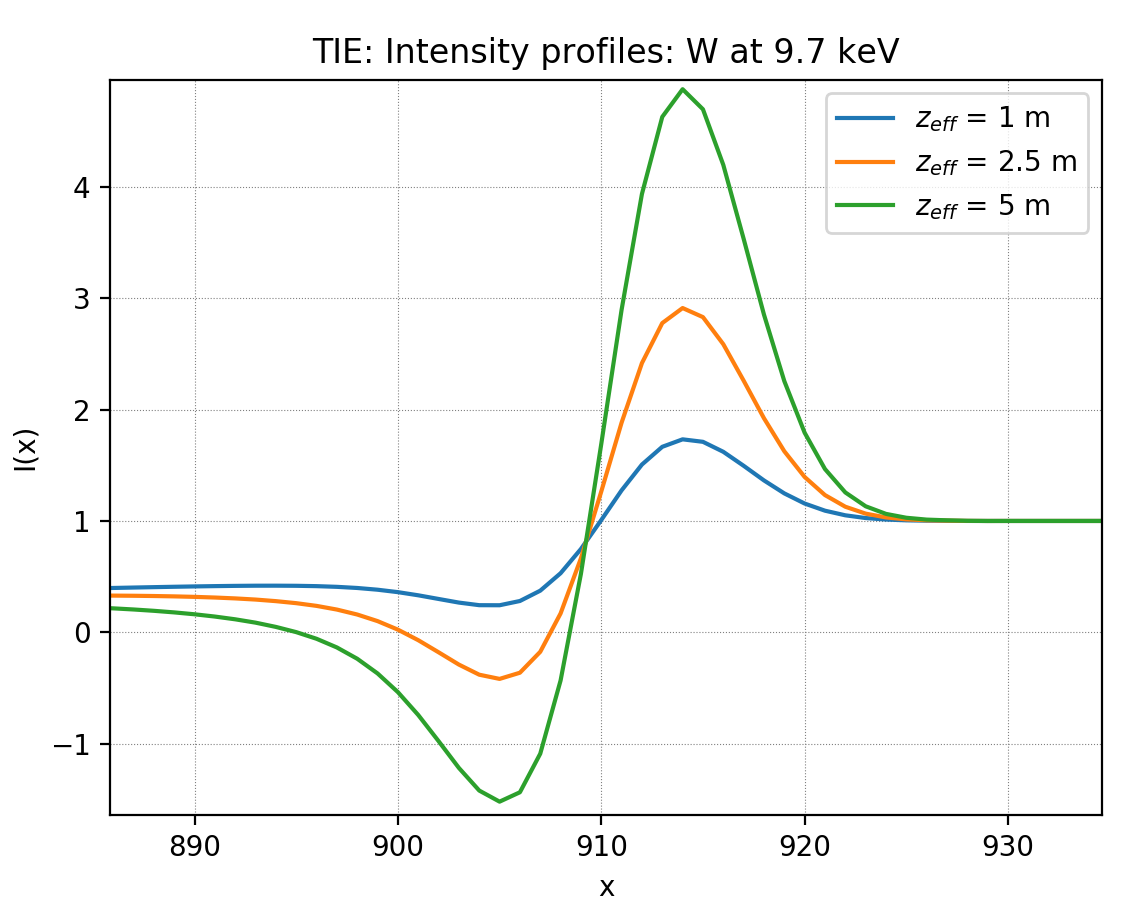 TIE: Intensity profiles: W at 9.7 keV
z_eff = 1 m
z_eff = 2.5 m
z_eff = 5 m
I(x)
4
3
2
1
0
−1
890 900 910 920 930
x